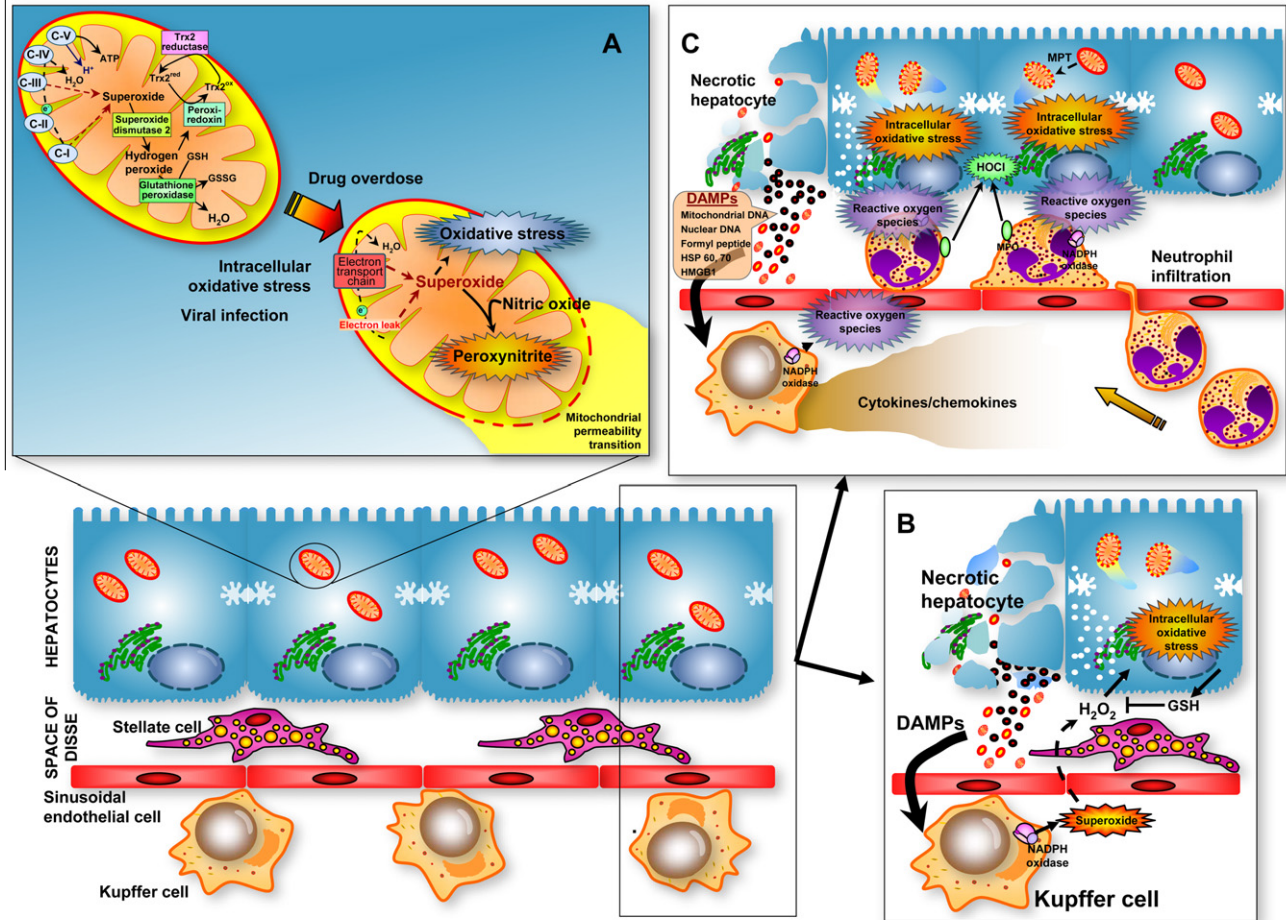 A
C-V
C-IV
C-III
C-II
C-I
e-
ATP
H+
H2O
Superoxide
Superoxide
dismutase 2
Hydrogen
peroxide
GSH
Glutathione
peroxidase
GSSG
H2O
Trx2
reductase
Trx2red
Trx2ox
Peroxi-
redoxin
Drug overdose
Intracellular
oxidative stress
Viral infection
H2O
Electron
transport
chain
e-
Electron leak
Oxidative stress
Superoxide
Nitric oxide
Peroxynitrite
Mitochondrial
permeability
transition
C
Necrotic
hepatocyte
MPT
Intracellular
oxidative stress
Intracellular
oxidative stress
HOCl
DAMPs
Mitochondrial DNA
Nuclear DNA
Formyl peptide
HSP 60, 70
HMGB1
Reactive oxygen
species
Reactive oxygen
species
MPO
NADPH
oxidase
Neutrophil
infiltration
Reactive oxygen
species
NADPH
oxidase
Cytokines/chemokines
HEPATOCYTES
SPACE OF
DISSE
Stellate cell
Sinusoidal
endothelial cell
Kupffer cell
B
Necrotic
hepatocyte
Intracellular
oxidative
stress
H2O2
GSH
DAMPs
Superoxide
NADPH
oxidase
Kupffer cell